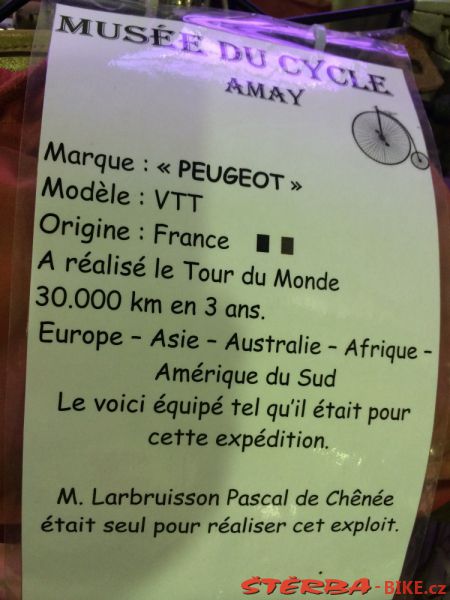 MUSÉE DU CYCLE
AMAY
Marque : « PEUGEOT »
Modèle : VTT
Origine : France
A réalisé le Tour du Monde
30.000 km en 3 ans.
Europe – Asie – Australie – Afrique –
Amérique du Sud
Le voici équipé tel qu'il était pour
cette expédition.
M. Larbruisson Pascal de Chênée
était seul pour réaliser cet exploit.
ŠTĚRBA-BIKE.cz